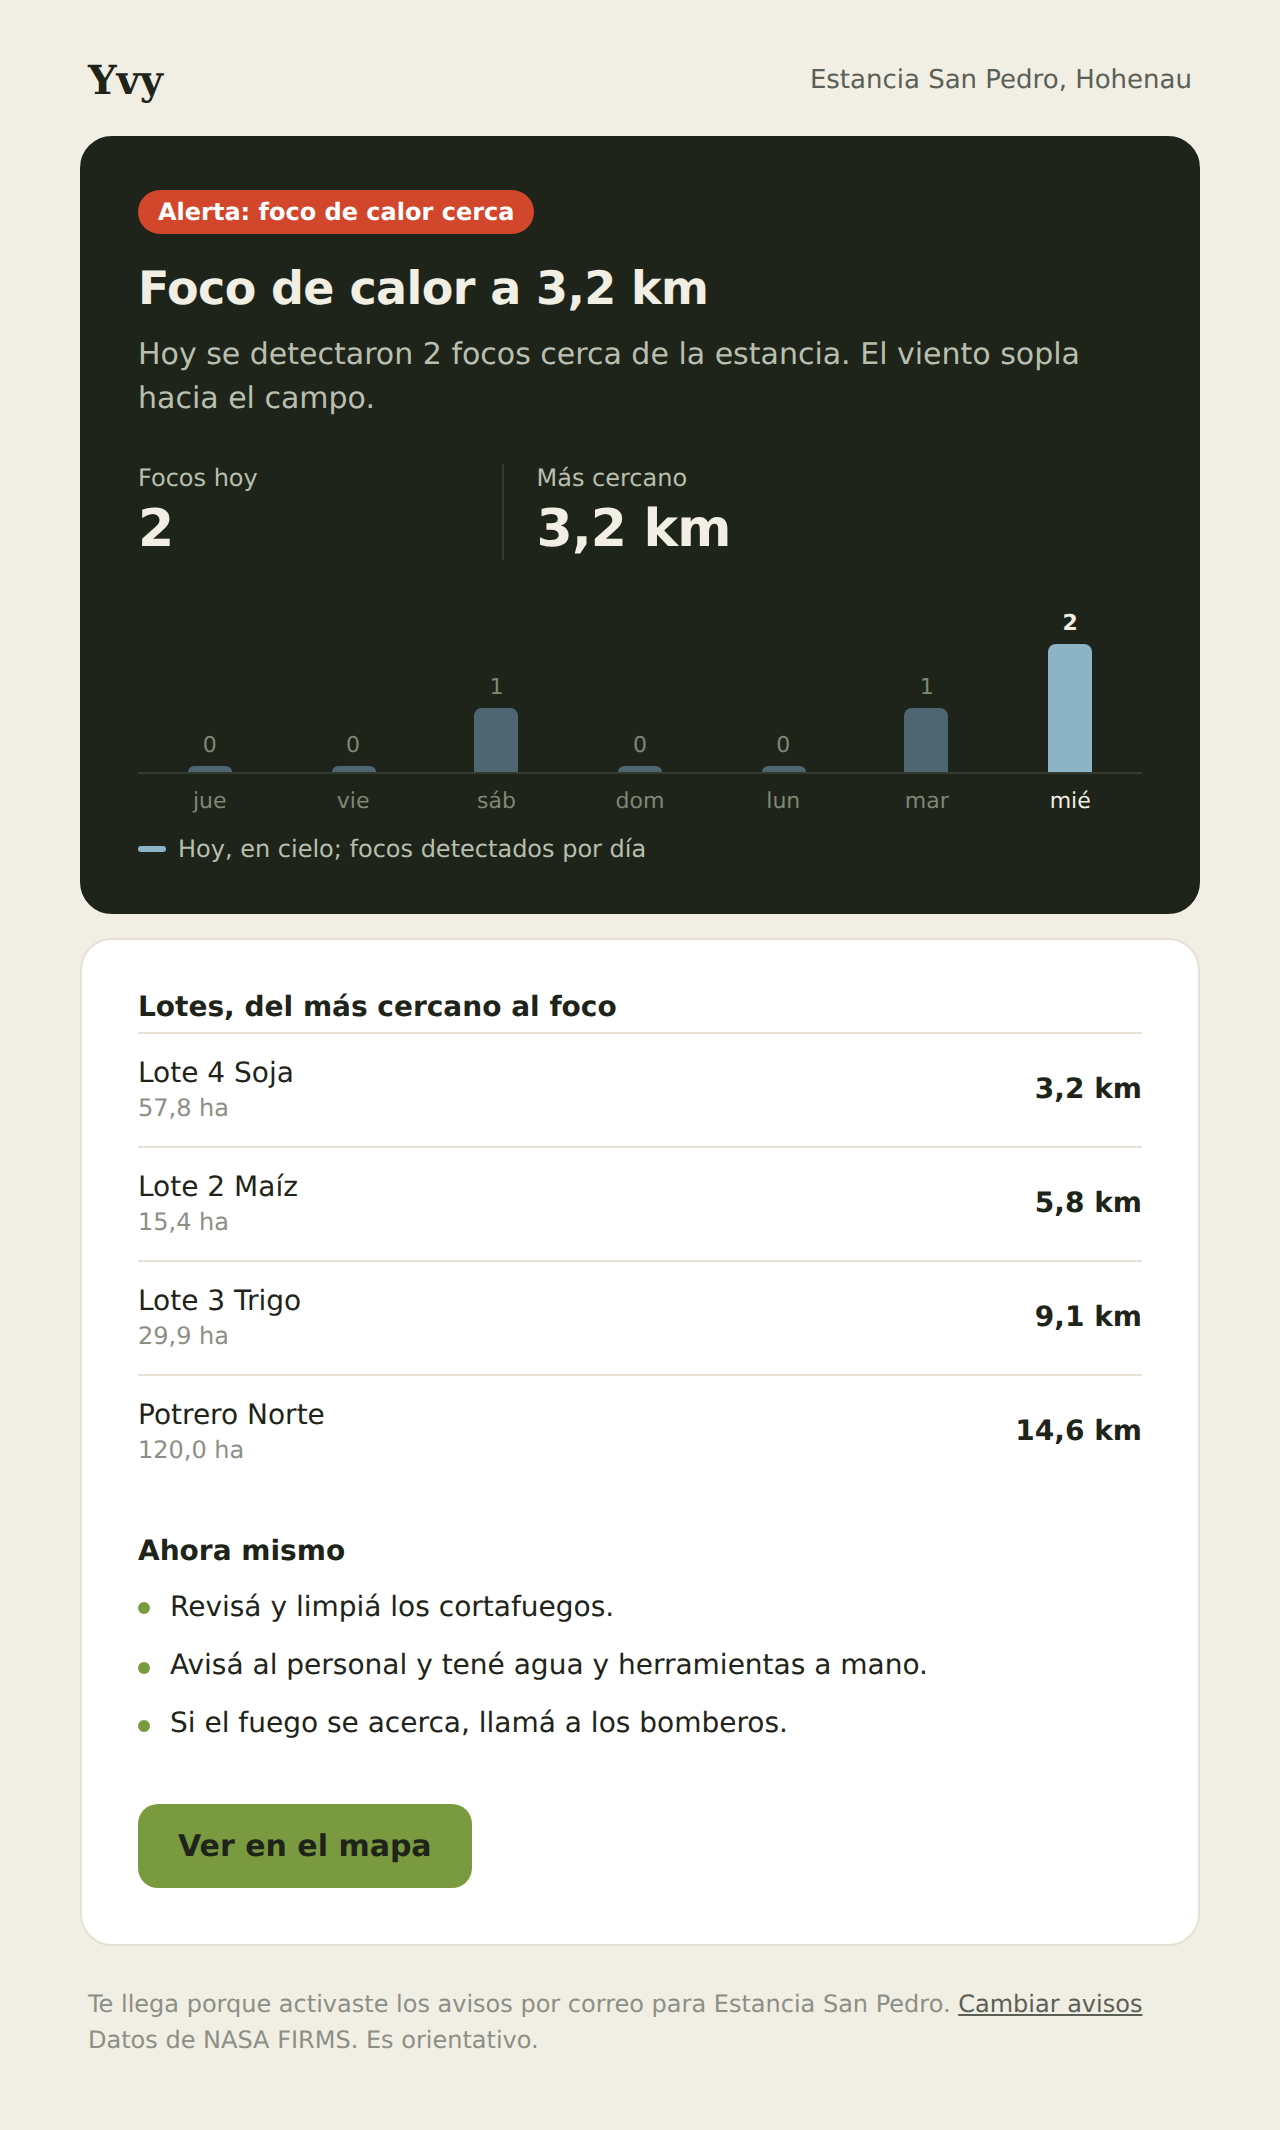 Yvy
Estancia San Pedro, Hohenau
Alerta: foco de calor cerca
Foco de calor a 3,2 km
Hoy se detectaron 2 focos cerca de la estancia. El viento sopla
hacia el campo.
Focos hoy
2
Más cercano
3,2 km
0
0
1
0
0
1
2
jue
vie
sáb
dom
lun
mar
mié
Hoy, en cielo; focos detectados por día
Lotes, del más cercano al foco
Lote 4 Soja
57,8 ha
3,2 km
Lote 2 Maíz
15,4 ha
5,8 km
Lote 3 Trigo
29,9 ha
9,1 km
Potrero Norte
120,0 ha
14,6 km
Ahora mismo
Revisá y limpiá los cortafuegos.
Avisá al personal y tené agua y herramientas a mano.
Si el fuego se acerca, llamá a los bomberos.
Ver en el mapa
Te llega porque activaste los avisos por correo para Estancia San Pedro. Cambiar avisos
Datos de NASA FIRMS. Es orientativo.